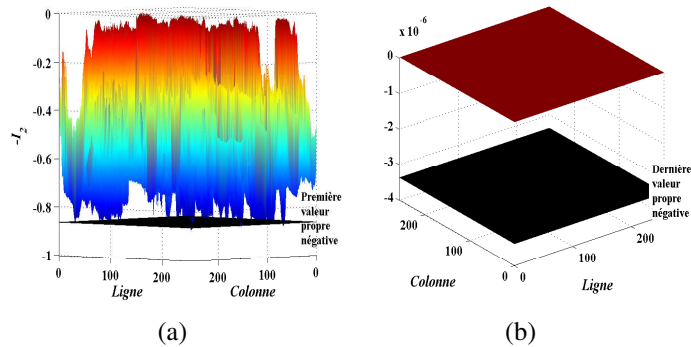 0
-0.2
-0.4
-0.6
-0.8
-1
-I2
0
100
200
200
100
0
Ligne
Colonne
Première
valeur
propre
négative
(a)
x 10-6
0
-1
-2
-3
-4
200
100
0
0
100
200
Colonne
Ligne
Dernière
valeur
propre
négative
(b)